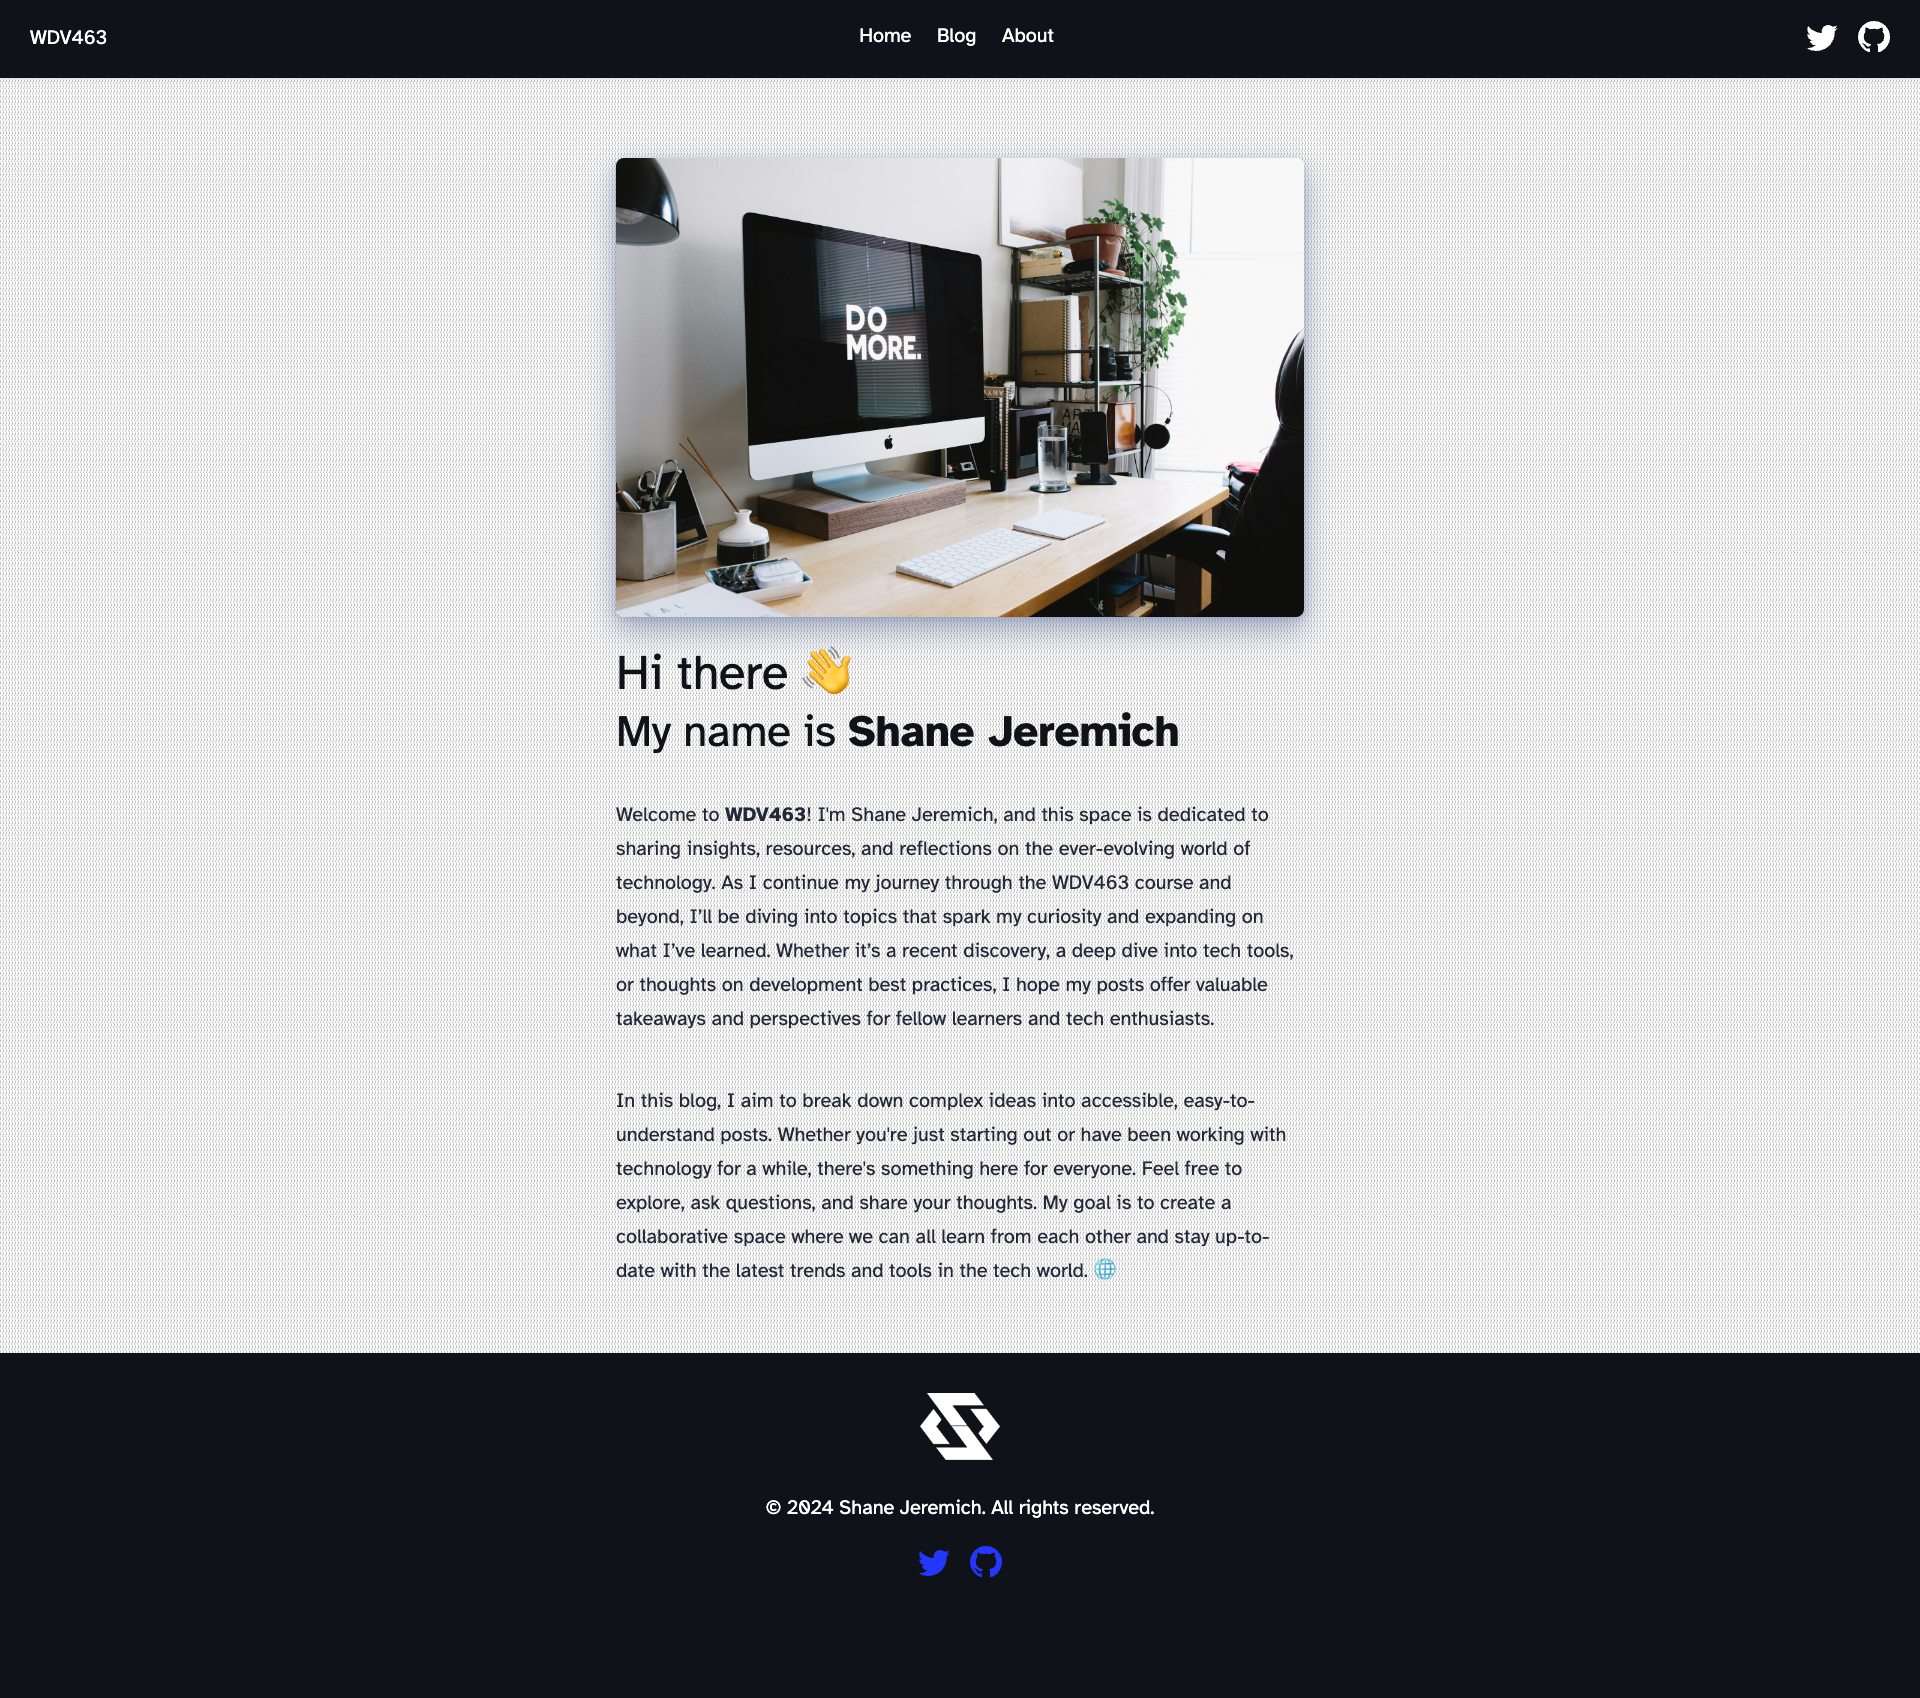 WDV463
Home Blog About
DO
MORE.
ART
Hi there 👋
My name is Shane Jeremich
Welcome to WDV463! I'm Shane Jeremich, and this space is dedicated to
sharing insights, resources, and reflections on the ever-evolving world of
technology. As I continue my journey through the WDV463 course and
beyond, I’ll be diving into topics that spark my curiosity and expanding on
what I’ve learned. Whether it’s a recent discovery, a deep dive into tech tools,
or thoughts on development best practices, I hope my posts offer valuable
takeaways and perspectives for fellow learners and tech enthusiasts.
In this blog, I aim to break down complex ideas into accessible, easy-to-
understand posts. Whether you're just starting out or have been working with
technology for a while, there's something here for everyone. Feel free to
explore, ask questions, and share your thoughts. My goal is to create a
collaborative space where we can all learn from each other and stay up-to-
date with the latest trends and tools in the tech world. 🌐
© 2024 Shane Jeremich. All rights reserved.